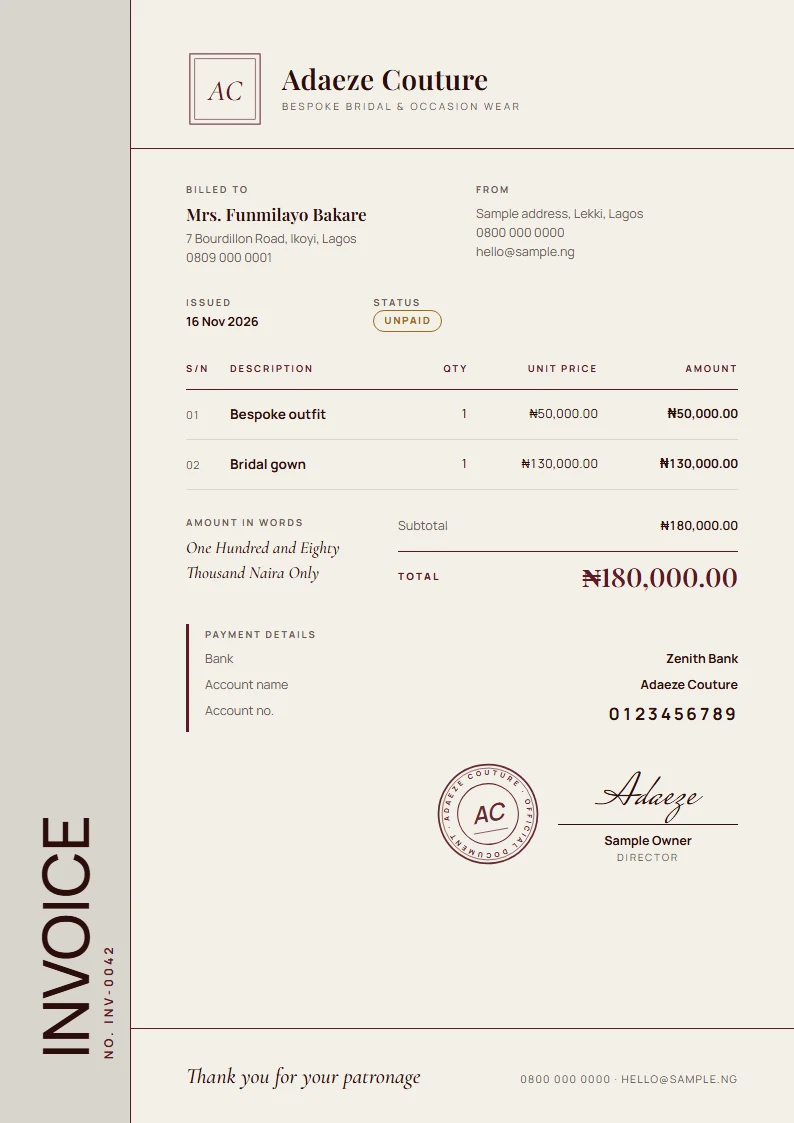 AC
Adaeze Couture
BESPOKE BRIDAL & OCCASION WEAR
BILLED TO
Mrs. Funmilayo Bakare
7 Bourdillon Road, Ikoyi, Lagos
0809 000 0001
FROM
Sample address, Lekki, Lagos
0800 000 0000
hello@sample.ng
ISSUED
16 Nov 2026
STATUS
UNPAID
S/N DESCRIPTION QTY UNIT PRICE AMOUNT
01 Bespoke outfit 1 ₦50,000.00 ₦50,000.00
02 Bridal gown 1 ₦130,000.00 ₦130,000.00
AMOUNT IN WORDS
One Hundred and Eighty
Thousand Naira Only
Subtotal ₦180,000.00
TOTAL ₦180,000.00
PAYMENT DETAILS
Bank Zenith Bank
Account name Adaeze Couture
Account no. 0123456789
ADAEZE COUTURE · OFFICIAL DOCUMENT ·
AC
Adaeze
Sample Owner
DIRECTOR
INVOICE
NO. INV-0042
Thank you for your patronage
0800 000 0000 · HELLO@SAMPLE.NG